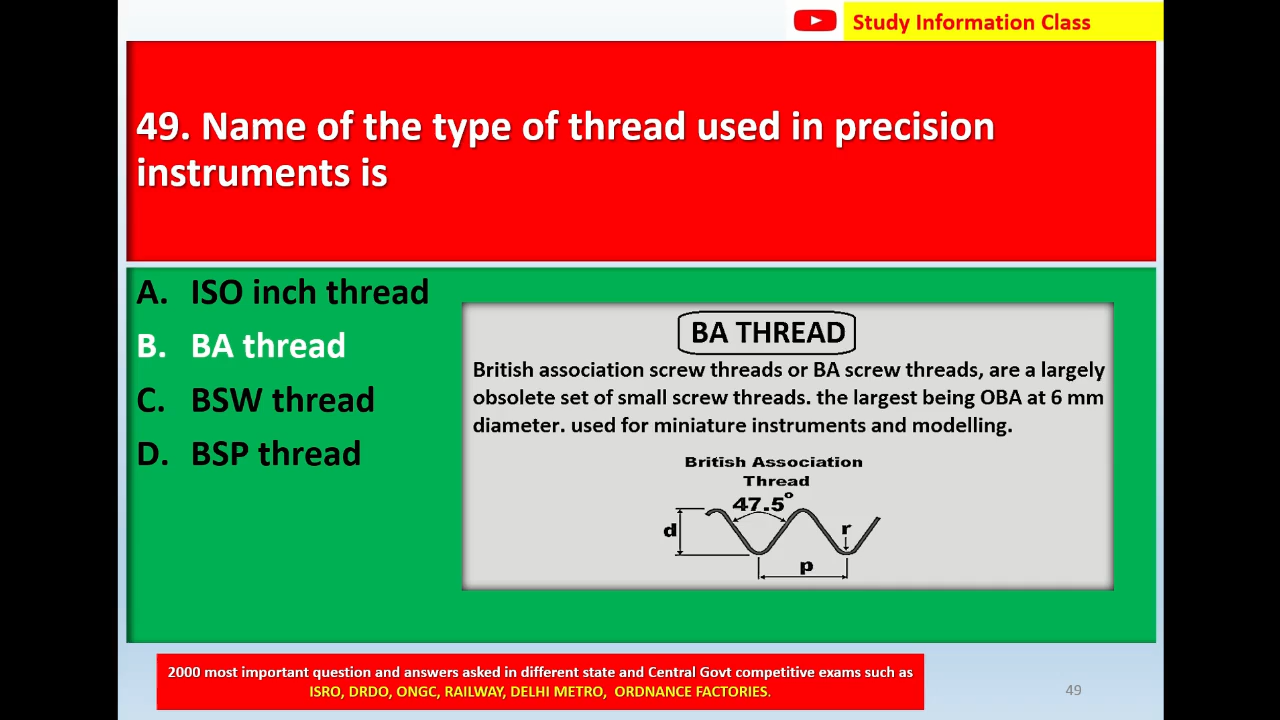 Study Information Class
49. Name of the type of thread used in precision
instruments is
A. ISO inch thread
B. BA thread
C. BSW thread
D. BSP thread
BA THREAD
British association screw threads or BA screw threads, are a largely
obsolete set of small screw threads. the largest being OBA at 6 mm
diameter. used for miniature instruments and modelling.
British Association
Thread
47.5°
d
r
p
2000 most important question and answers asked in different state and Central Govt competitive exams such as
ISRO, DRDO, ONGC, RAILWAY, DELHI METRO, ORDNANCE FACTORIES.
49